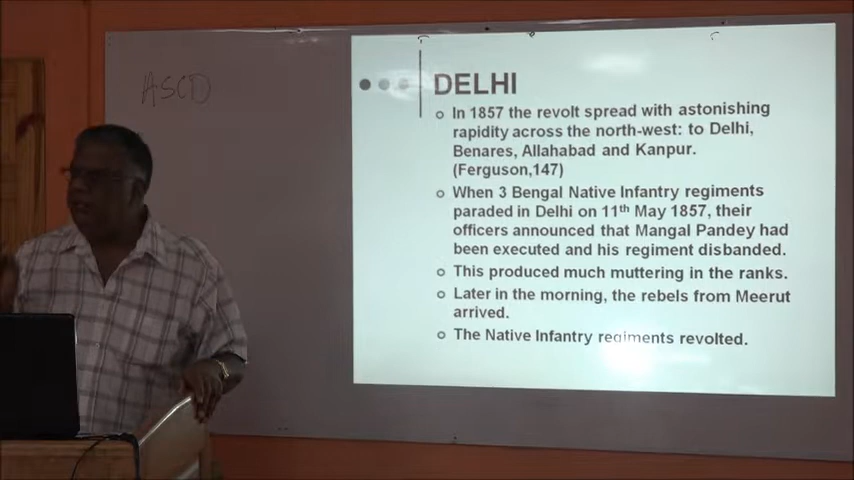 ASCD
DELHI
In 1857 the revolt spread with astonishing
rapidity across the north-west: to Delhi,
Benares, Allahabad and Kanpur.
(Ferguson,147)
When 3 Bengal Native Infantry regiments
paraded in Delhi on 11th May 1857, their
officers announced that Mangal Pandey had
been executed and his regiment disbanded.
This produced much muttering in the ranks.
Later in the morning, the rebels from Meerut
arrived.
The Native Infantry regiments revolted.